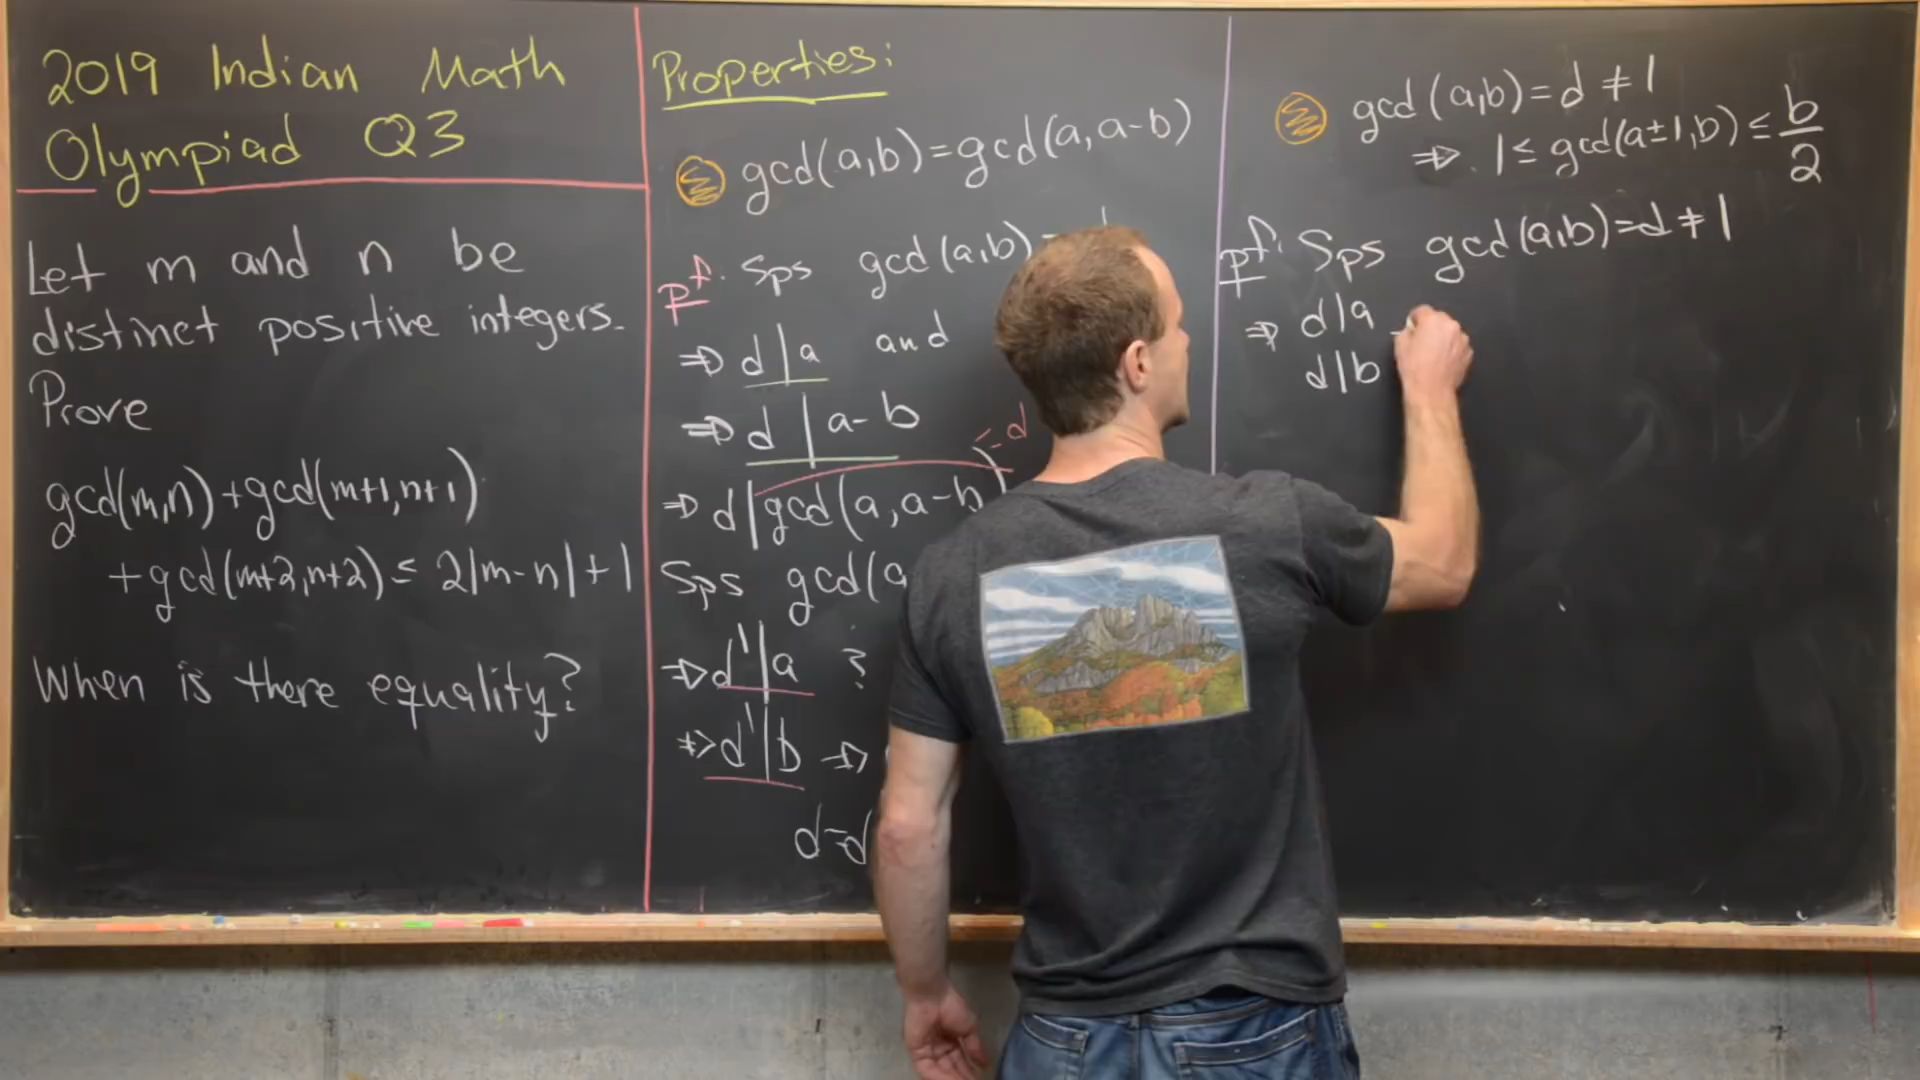 2019 Indian Math
Olympiad Q3
Let m and n be
distinct positive integers.
Prove
gcd(m,n)+gcd(m+1,n+1)
+gcd(m+2,n+2) ≤ 2|m-n|+1
When is there equality?
Properties:
gcd(a,b)=gcd(a,a-b)
pf: Sps gcd(a,b)=
⇒ d|a and
⇒ d|a-b
⇒ d|gcd(a,a-b)
=d
Sps gcd(a
⇒ d'|a ?
⇒ d'|b →
d=d
gcd(a,b)=d≠1
⇒ 1≤gcd(a±1,b)≤b/2
pf: Sps gcd(a,b)=d≠1
⇒ d|a
d|b